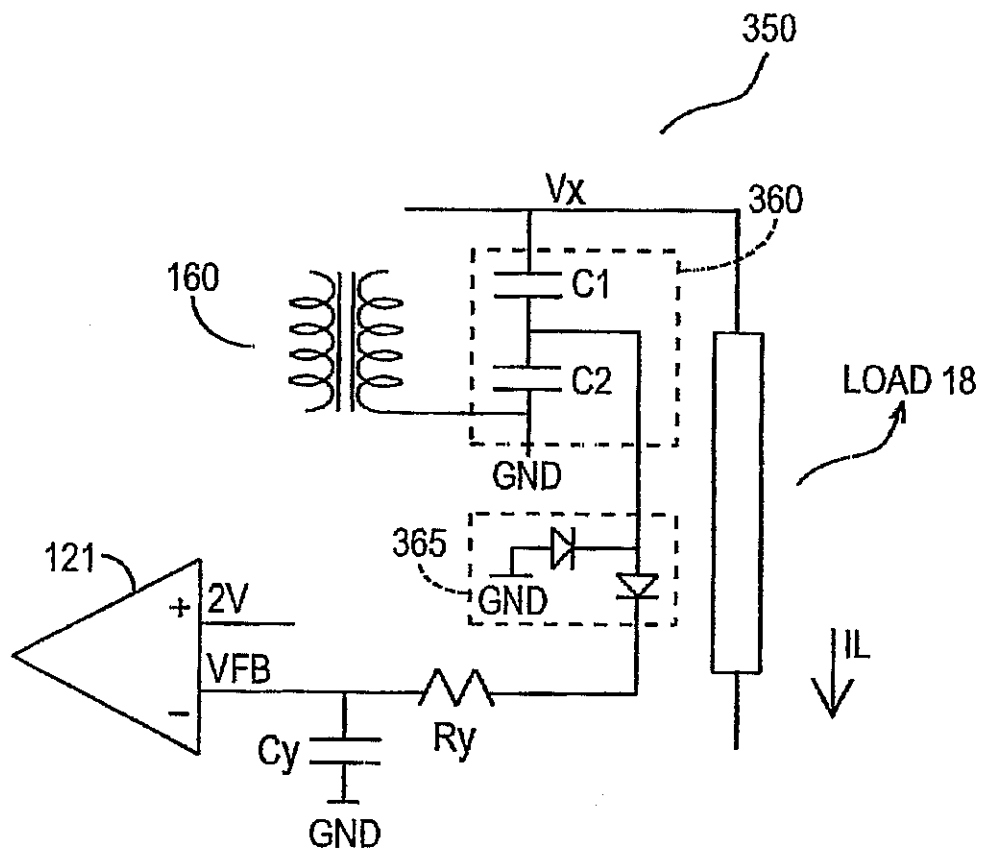 350
Vx
360
C1
160
C2
LOAD 18
GND
365
121
GND
+
2V
VFB
IL
-
Cy
Ry
GND